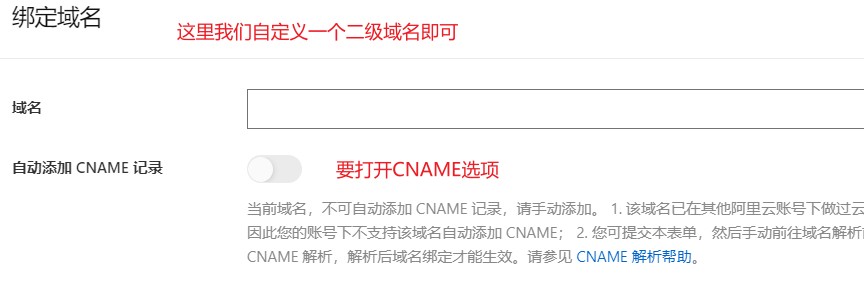 绑定域名
这里我们自定义一个二级域名即可
域名
自动添加 CNAME 记录
要打开CNAME选项
当前域名，不可自动添加 CNAME 记录，请手动添加。 1. 该域名已在其他阿里云账号下做过云
因此您的账号下不支持该域名自动添加 CNAME； 2. 您可提交本表单，然后手动前往域名解析
CNAME 解析，解析后域名绑定才能生效。请参见 CNAME 解析帮助。